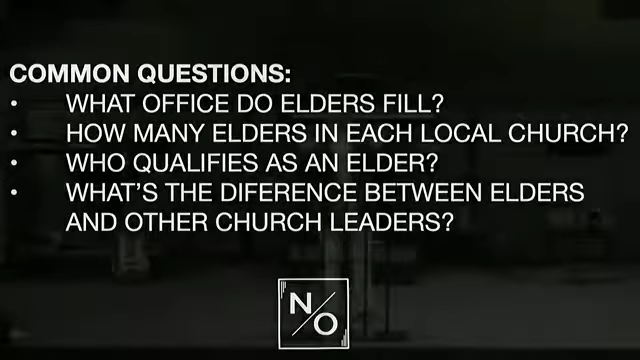 COMMON QUESTIONS:
• WHAT OFFICE DO ELDERS FILL?
• HOW MANY ELDERS IN EACH LOCAL CHURCH?
• WHO QUALIFIES AS AN ELDER?
• WHAT'S THE DIFERENCE BETWEEN ELDERS
AND OTHER CHURCH LEADERS?
N/O